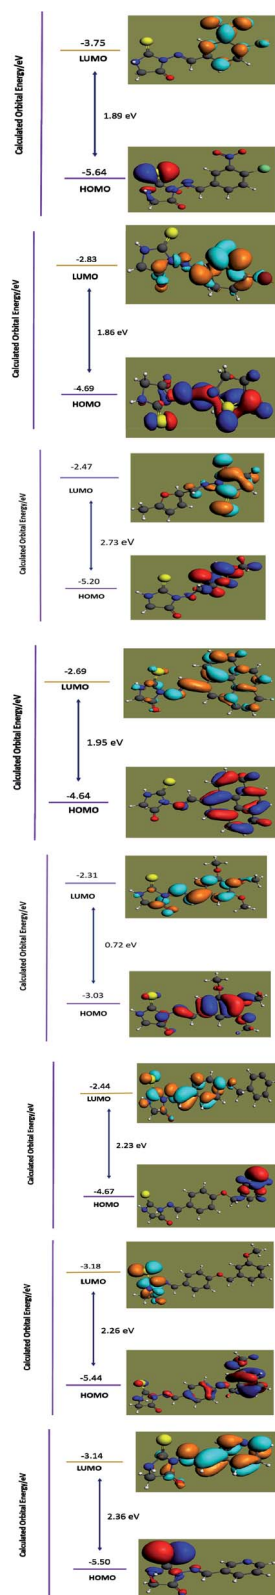 Calculated Orbital Energy/eV
-3.75
LUMO
1.89 eV
-5.64
HOMO
Calculated Orbital Energy/eV
-2.83
LUMO
1.86 eV
-4.69
HOMO
Calculated Orbital Energy/eV
-2.47
LUMO
2.73 eV
-5.20
HOMO
Calculated Orbital Energy/eV
-2.69
LUMO
1.95 eV
-4.64
HOMO
Calculated Orbital Energy/eV
-2.31
LUMO
0.72 eV
-3.03
HOMO
Calculated Orbital Energy/eV
-2.44
LUMO
2.23 eV
-4.67
HOMO
Calculated Orbital Energy/eV
-3.18
LUMO
2.26 eV
-5.44
HOMO
Calculated Orbital Energy/eV
-3.14
LUMO
2.36 eV
-5.50
HOMO